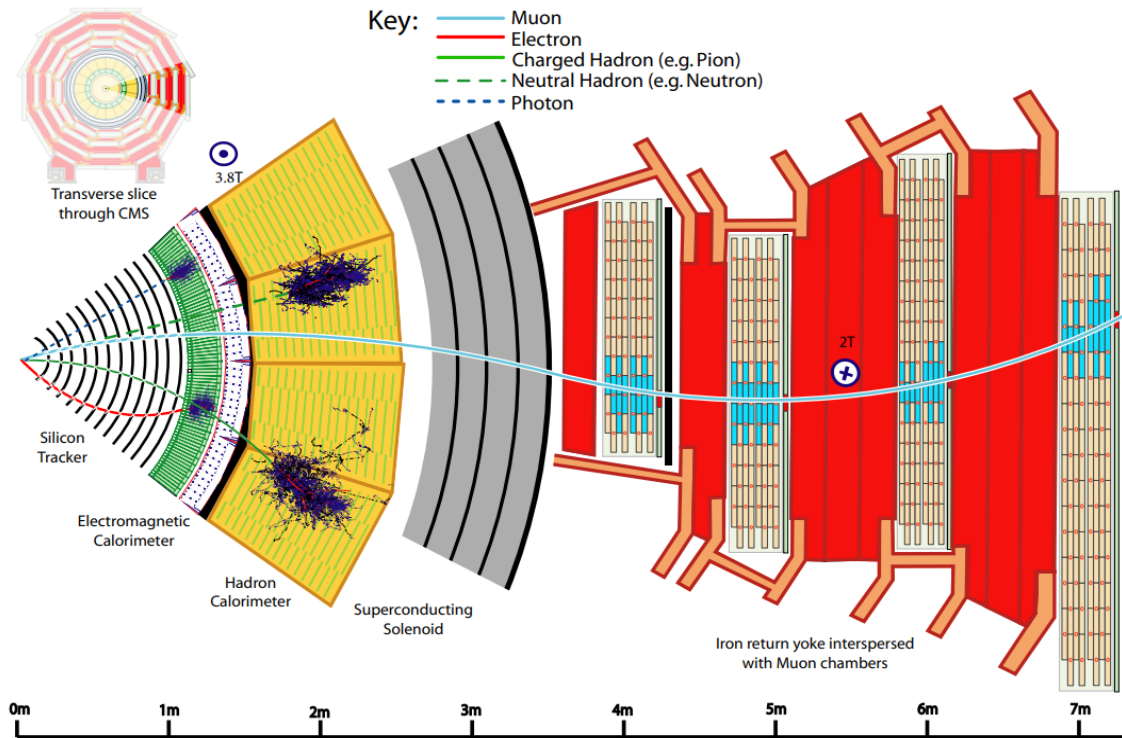 Key:
Muon
Electron
Charged Hadron (e.g. Pion)
Neutral Hadron (e.g. Neutron)
Photon
Transverse slice
through CMS
3.8T
2T
Silicon
Tracker
Electromagnetic
Calorimeter
Hadron
Calorimeter
Superconducting
Solenoid
Iron return yoke interspersed
with Muon chambers
0m
1m
2m
3m
4m
5m
6m
7m